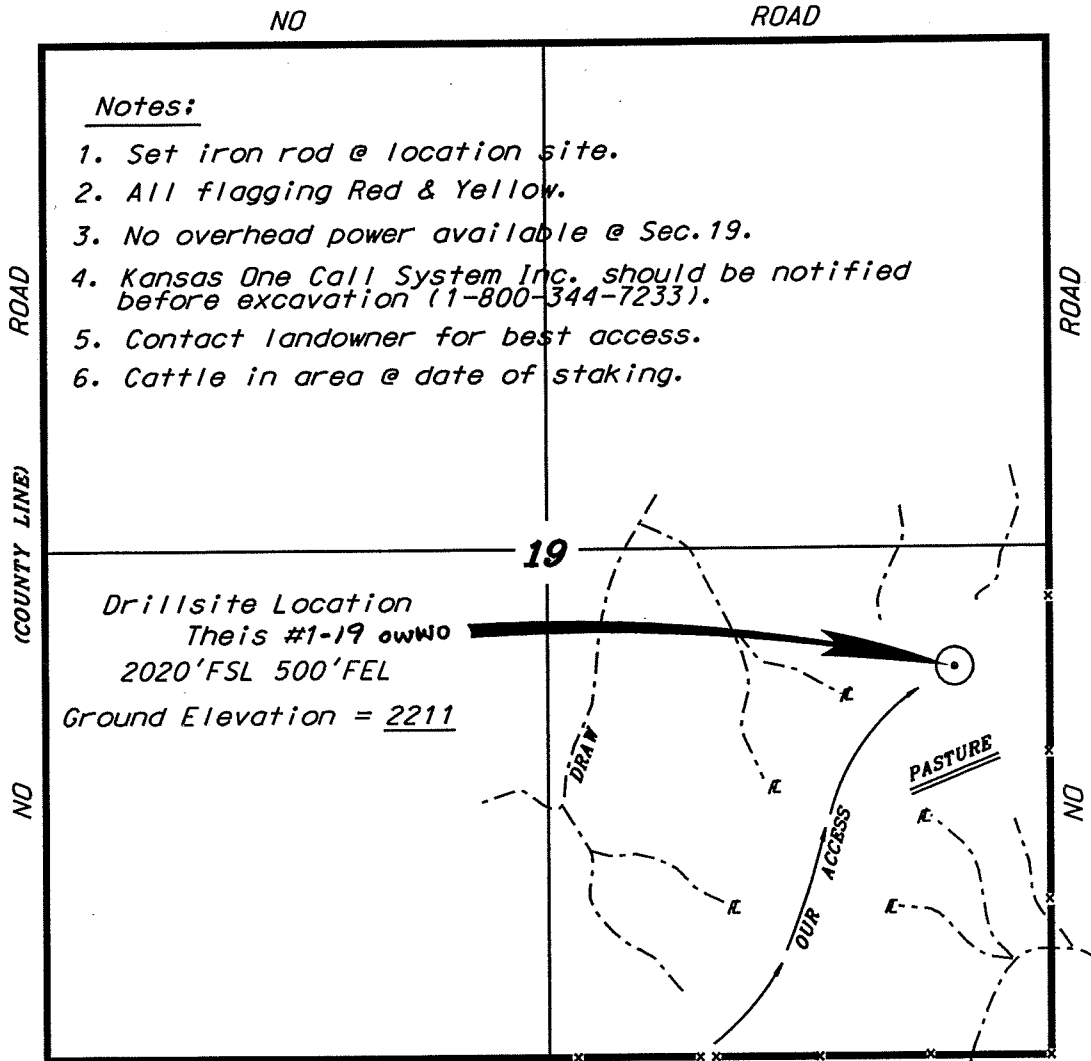 NO
ROAD
Notes:
1. Set iron rod @ location site.
2. All flagging Red & Yellow.
3. No overhead power available @ Sec.19.
4. Kansas One Call System Inc. should be notified
before excavation (1-800-344-7233).
5. Contact landowner for best access.
6. Cattle in area @ date of staking.
ROAD
ROAD
(COUNTY LINE)
19
Drillsite Location
Theis #1-19 OWWO
2020'FSL 500'FEL
Ground Elevation = 2211
NO
NO
DRAW
PASTURE
OUR ACCESS
℄
℄
℄
℄
℄